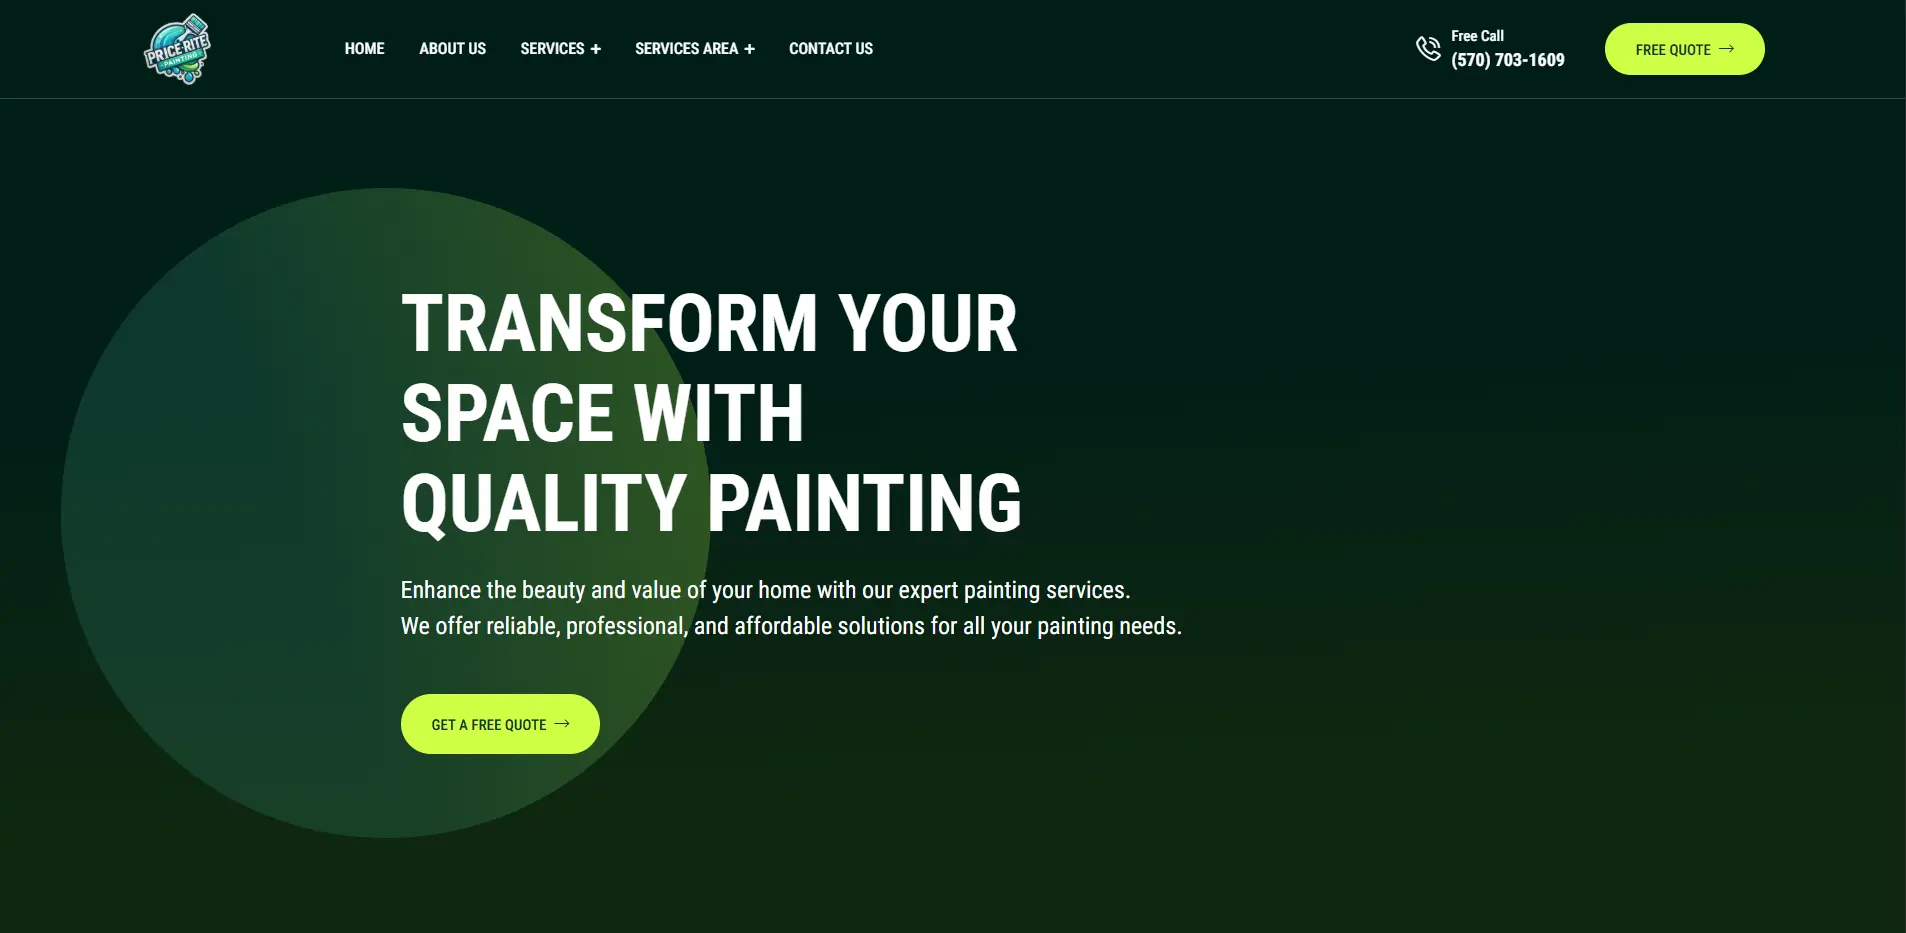 PRICE-RITE
PAINTING
HOME
ABOUT US
SERVICES +
SERVICES AREA +
CONTACT US
Free Call
(570) 703-1609
FREE QUOTE →
TRANSFORM YOUR
SPACE WITH
QUALITY PAINTING
Enhance the beauty and value of your home with our expert painting services.
We offer reliable, professional, and affordable solutions for all your painting needs.
GET A FREE QUOTE →